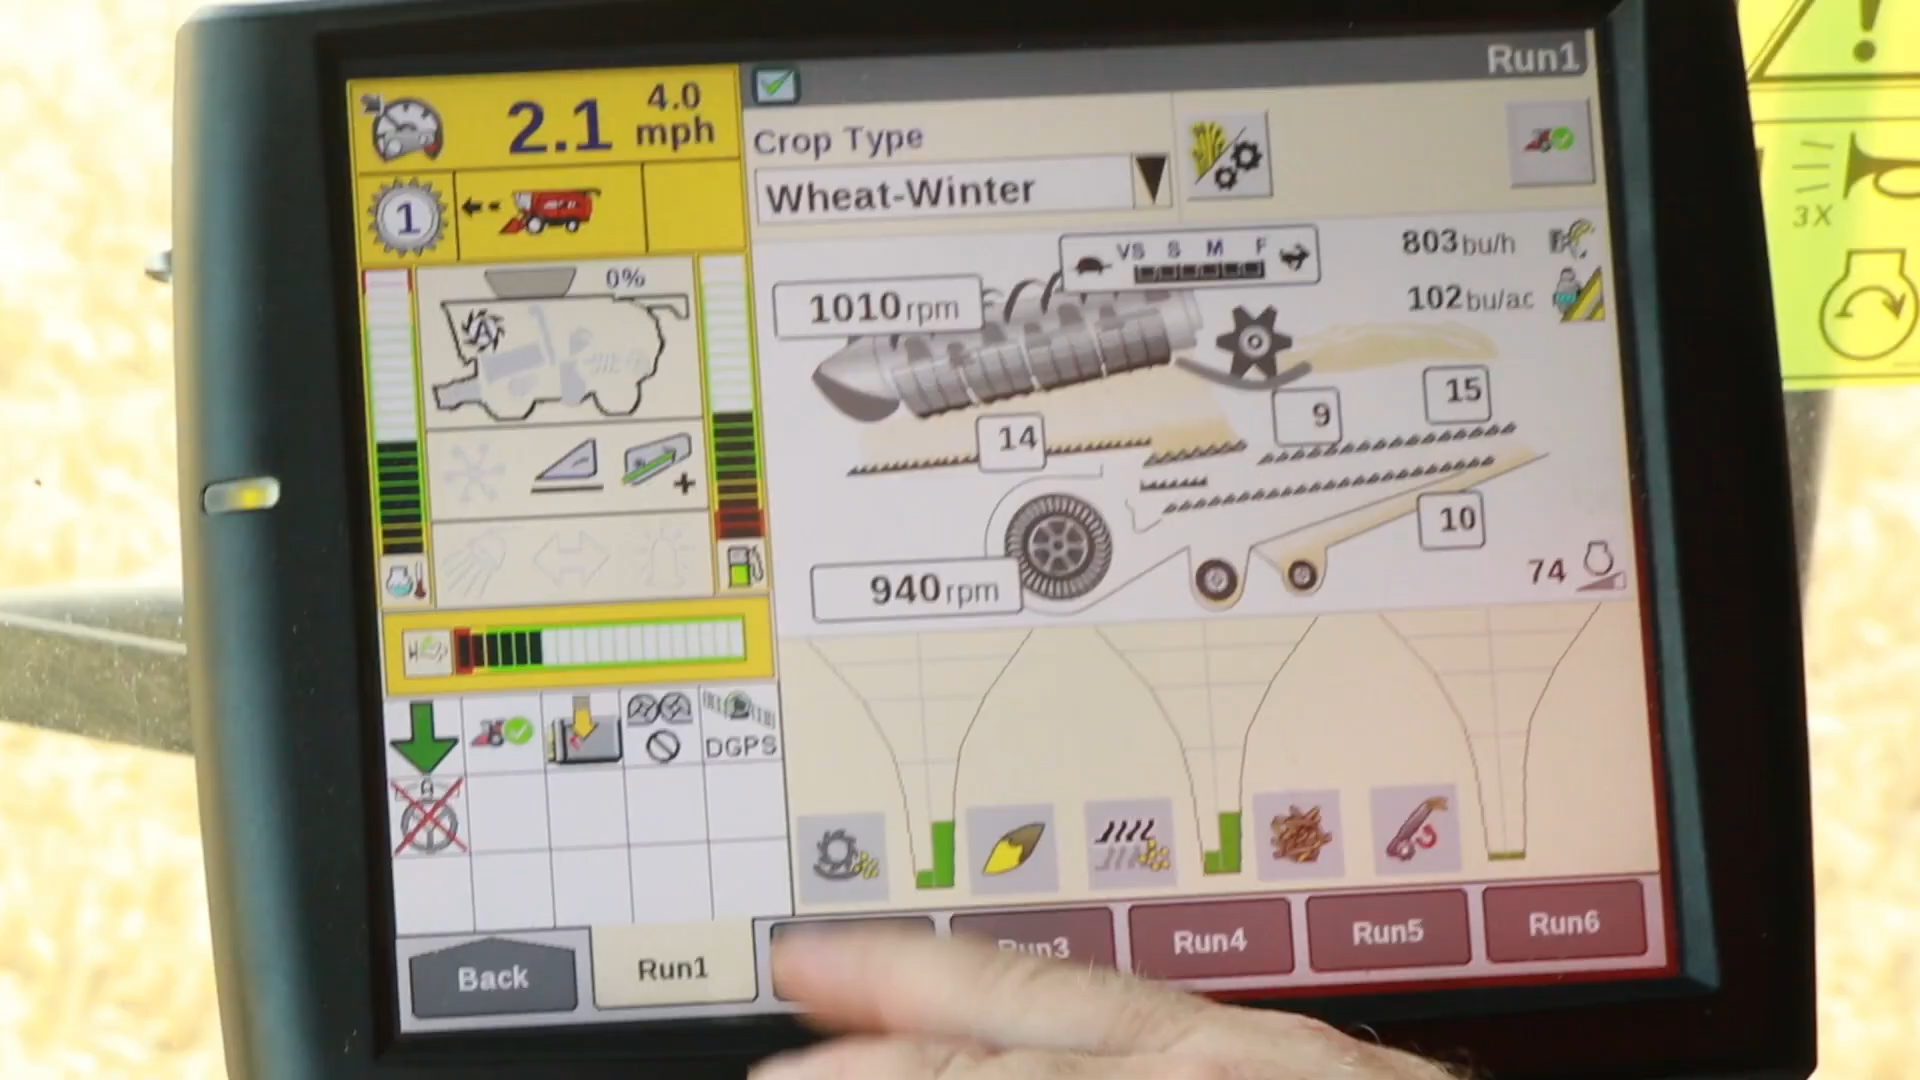 Run1
2.1
4.0
mph
Crop Type
Wheat-Winter
1
0%
A
VS S M F
803 bu/h
102 bu/ac
1010 rpm
14
9
15
10
940 rpm
74
DGPS
A
Back
Run1
Run3
Run4
Run5
Run6
3X